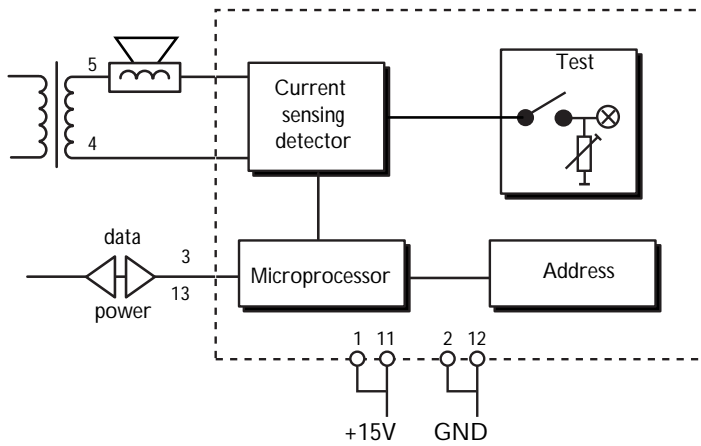 5
4
Current
sensing
detector
Test
data
power
3
13
Microprocessor
Address
1 11 2 12
+15V GND